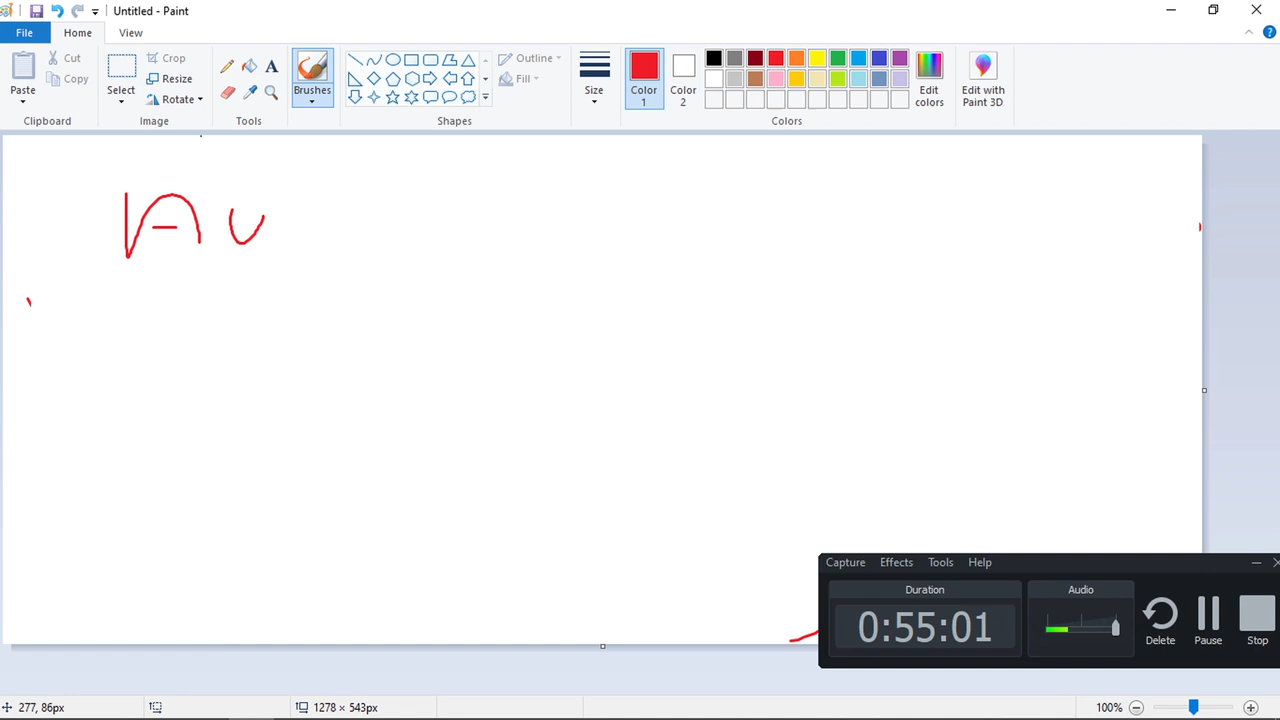 Untitled - Paint
File Home View
Paste Cut Copy Clipboard
Select Crop Resize Rotate Image
Tools
Brushes
Outline Fill Shapes
Size
Color 1 Color 2 Edit colors Colors
Edit with Paint 3D
Au
Capture Effects Tools Help
Duration Audio
0:55:01
Delete Pause Stop
277, 86px 1278 × 543px 100%